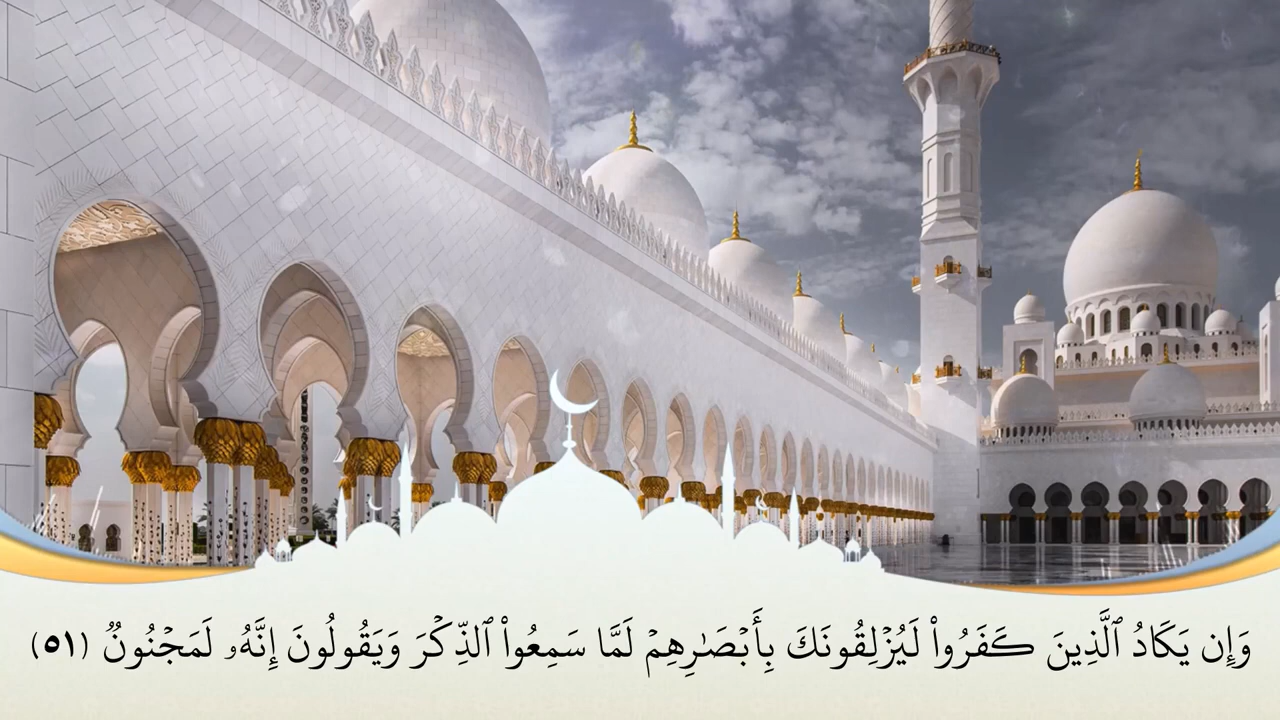 وَإِن يَكَادُ ٱلَّذِينَ كَفَرُوا۟ لَيُزْلِقُونَكَ بِأَبْصَـٰرِهِمْ لَمَّا سَمِعُوا۟ ٱلذِّكْرَ وَيَقُولُونَ إِنَّهُۥ لَمَجْنُونٌ (٥١)